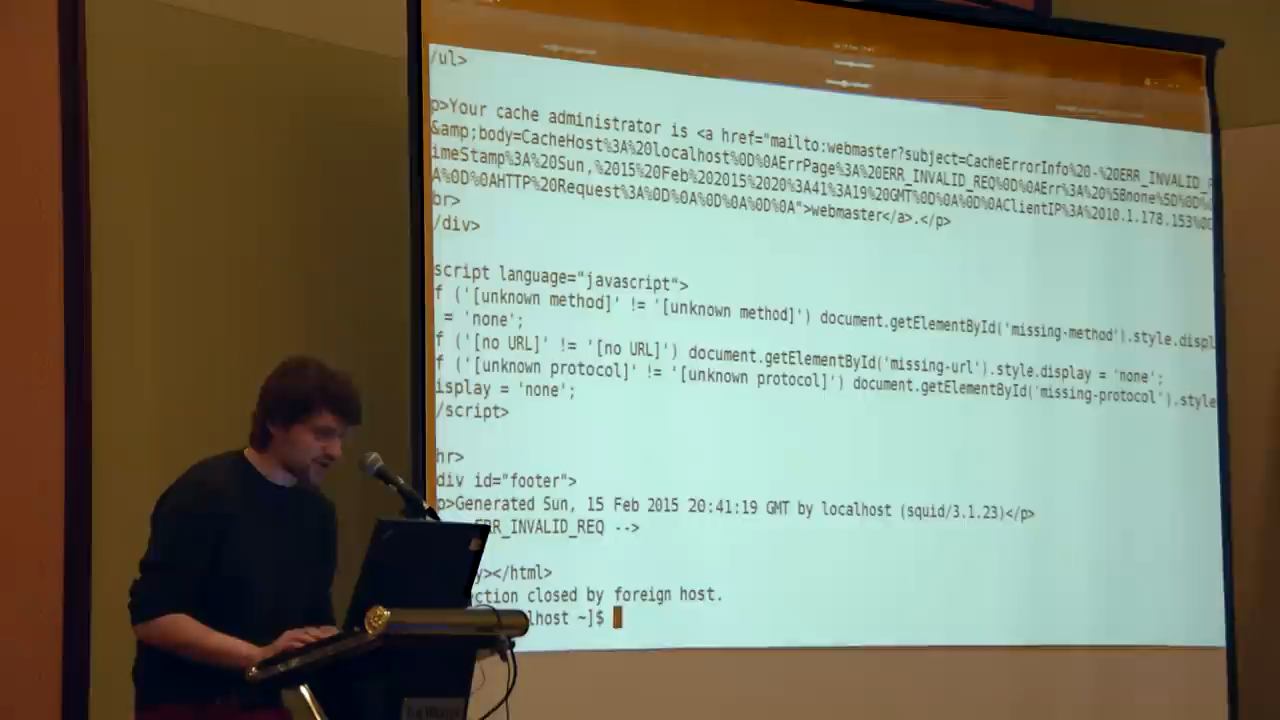 /ul>
p>Your cache administrator is <a href="mailto:webmaster?subject=CacheErrorInfo%20-%20ERR_INVALID_
&amp;body=CacheHost%3A%20localhost%0D%0AErrPage%3A%20ERR_INVALID_REQ%0D%0AErr%3A%20%5Bnone%5D%0D%
imeStamp%3A%20Sun,%2015%20Feb%202015%2020%3A41%3A19%20GMT%0D%0A%0D%0AClientIP%3A%2010.1.178.153%0D
A%0D%0AHTTP%20Request%3A%0D%0A%0D%0A%0D%0A">webmaster</a>.</p>
br>
/div>
script language="javascript">
f ('[unknown method]' != '[unknown method]') document.getElementById('missing-method').style.displ
= 'none';
f ('[no URL]' != '[no URL]') document.getElementById('missing-url').style.display = 'none';
f ('[unknown protocol]' != '[unknown protocol]') document.getElementById('missing-protocol').style
isplay = 'none';
/script>
hr>
div id="footer">
p>Generated Sun, 15 Feb 2015 20:41:19 GMT by localhost (squid/3.1.23)</p>
ERR_INVALID_REQ -->
y></html>
ction closed by foreign host.
lhost ~]$